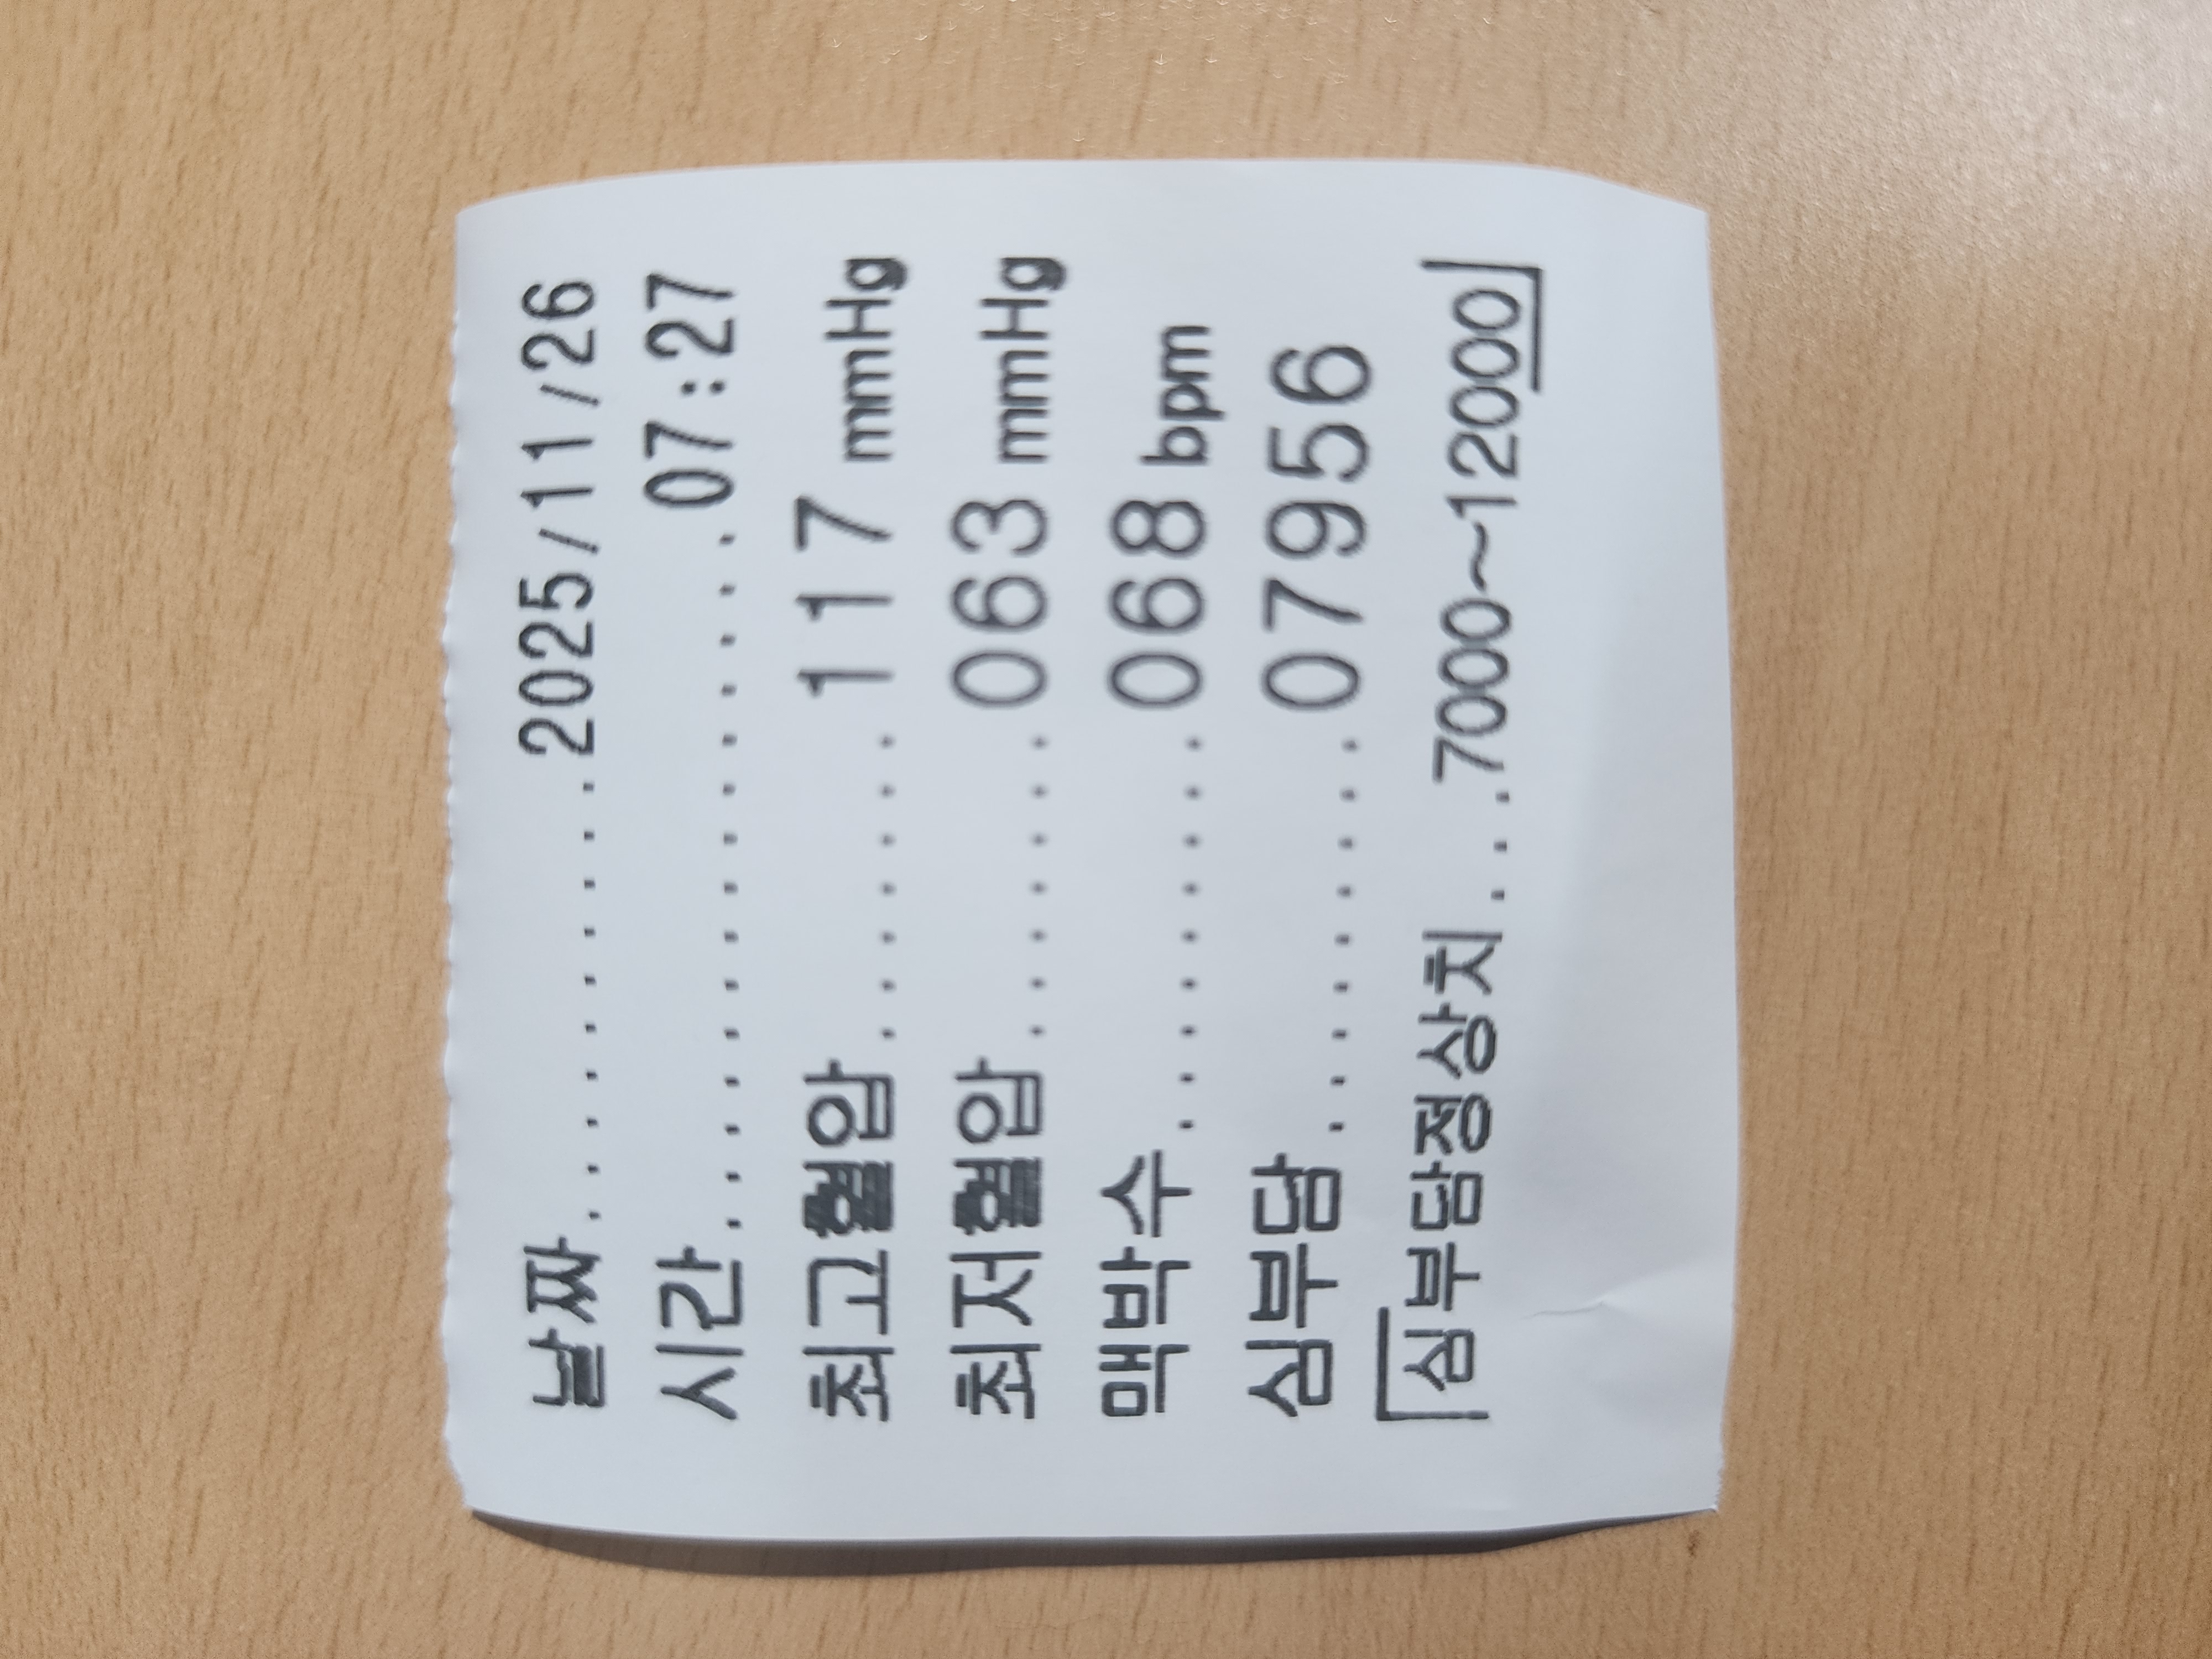 날짜...........2025/11/26
시간................07:27
최고혈압.......117 mmHg
최저혈압.......063 mmHg
맥박수.........068 bpm
심부담.........07956
심부담정상치...7000~12000